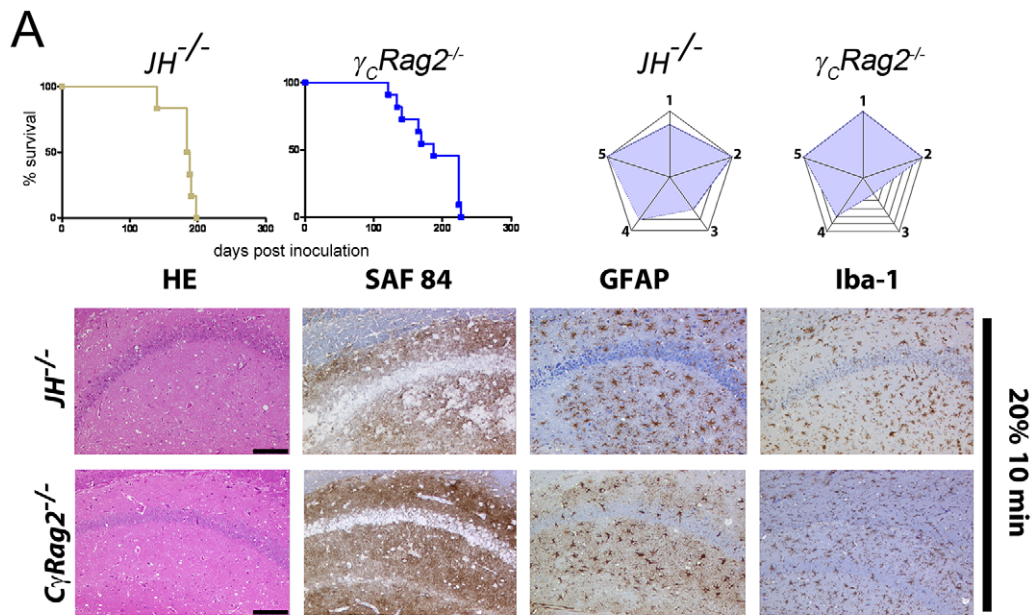 A
JH-/- γCRag2-/- JH-/- γCRag2-/-
% survival
100
50
0
0 100 200 300
100
50
0
0 100 200 300
days post inoculation
1
2
3
4
5
1
2
3
4
5
HE SAF 84 GFAP Iba-1
JH-/-
CγRag2-/-
20% 10 min